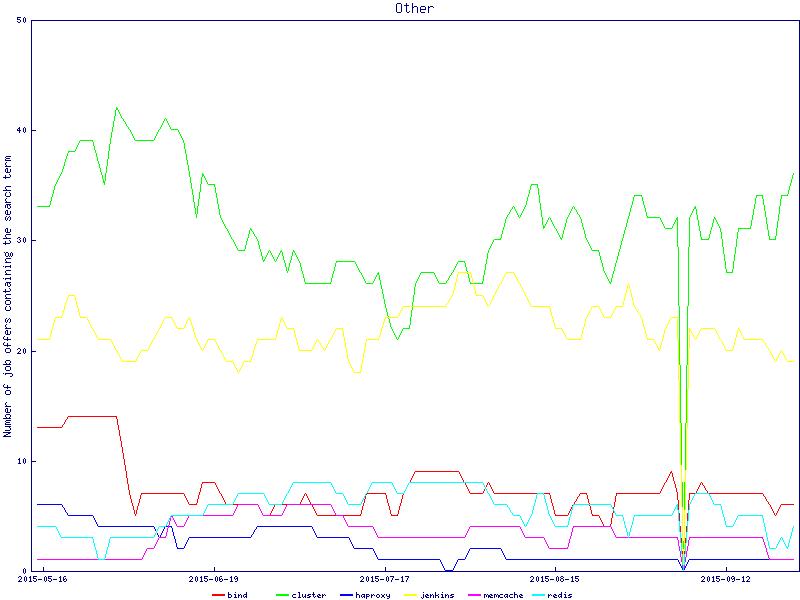 Other
Number of job offers containing the search term
50
40
30
20
10
0
2015-05-16 2015-06-19 2015-07-17 2015-08-15 2015-09-12
bind cluster haproxy jenkins memcache redis